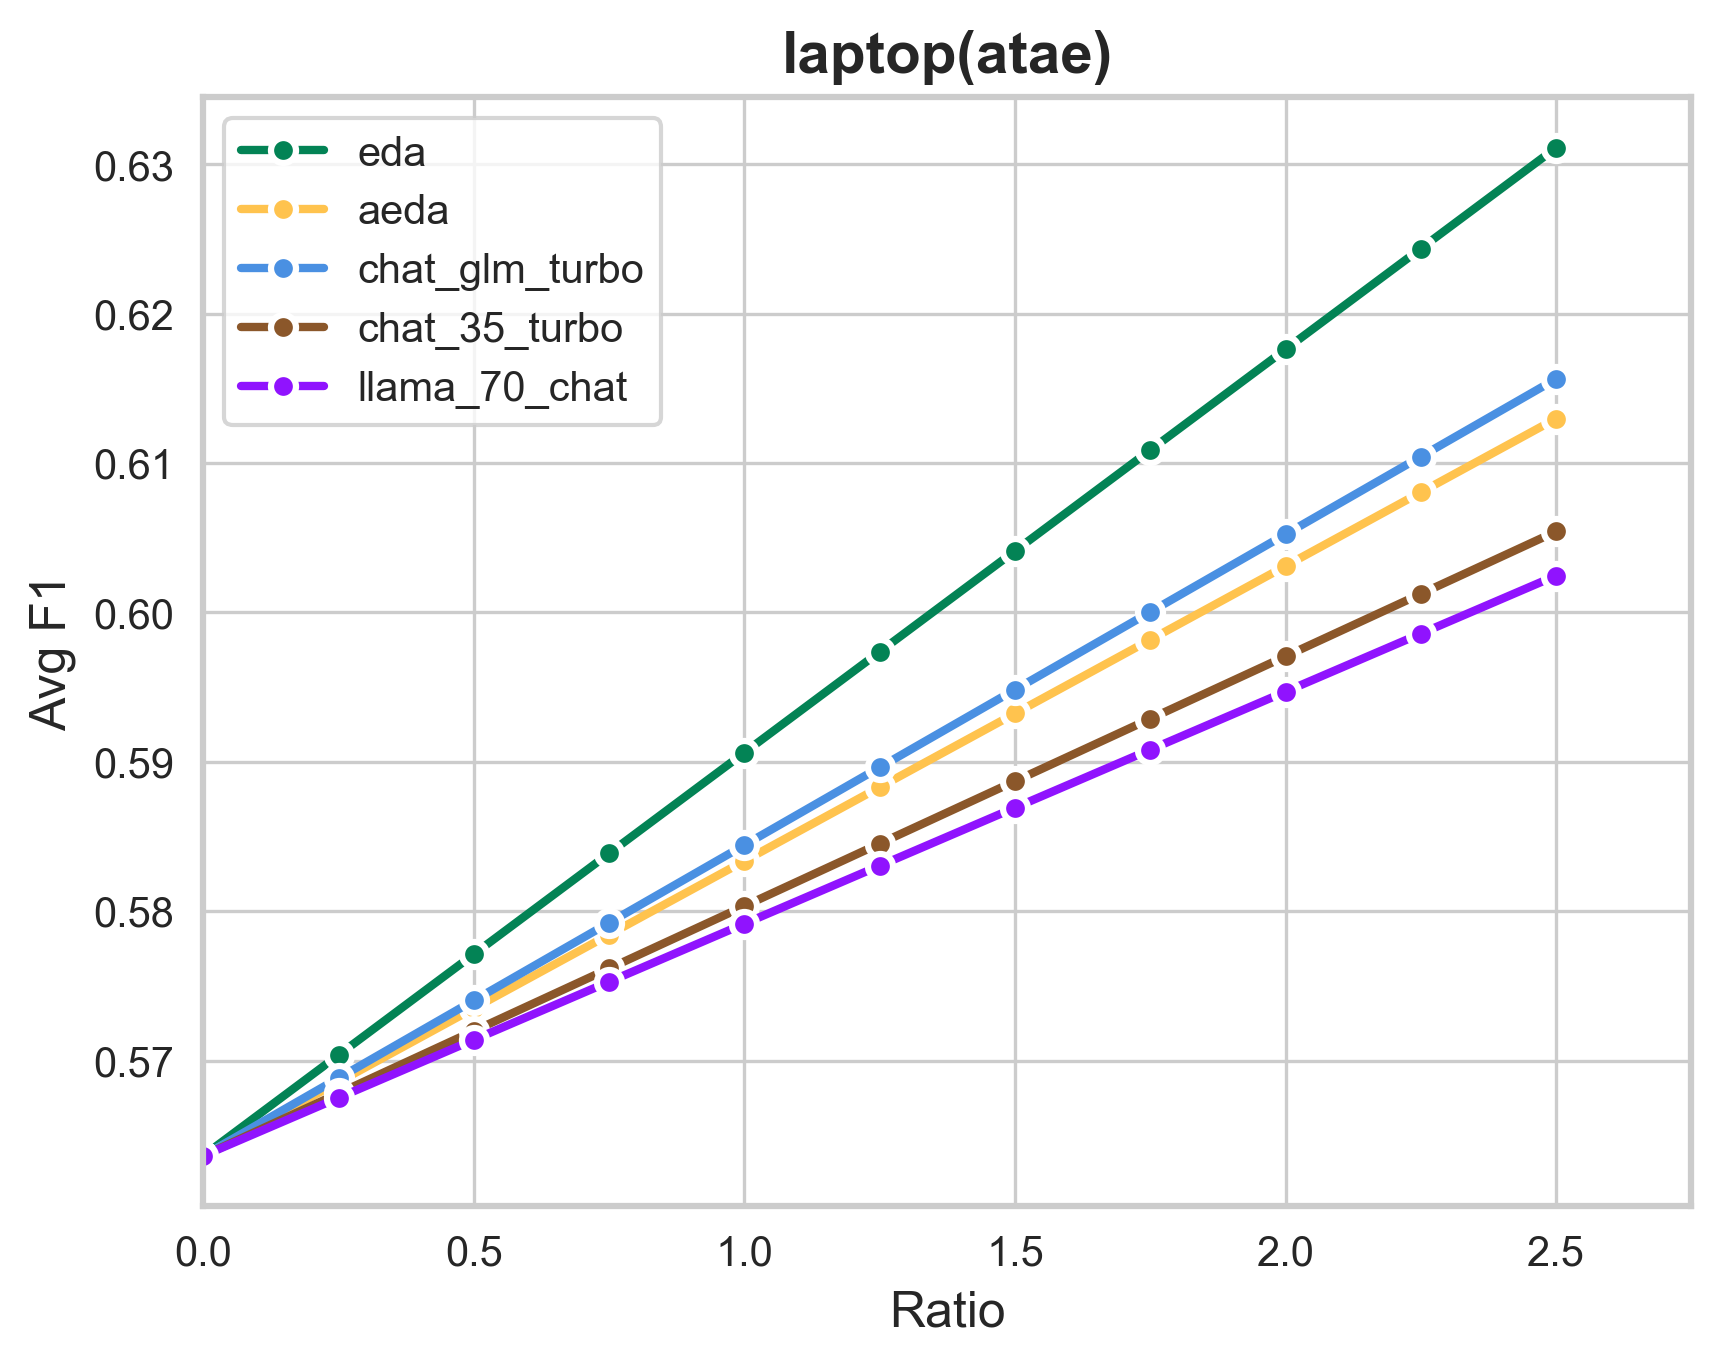 laptop(atae)
eda
aeda
chat_glm_turbo
chat_35_turbo
llama_70_chat
0.63
0.62
0.61
0.60
0.59
0.58
0.57
Avg F1
0.0 0.5 1.0 1.5 2.0 2.5
Ratio